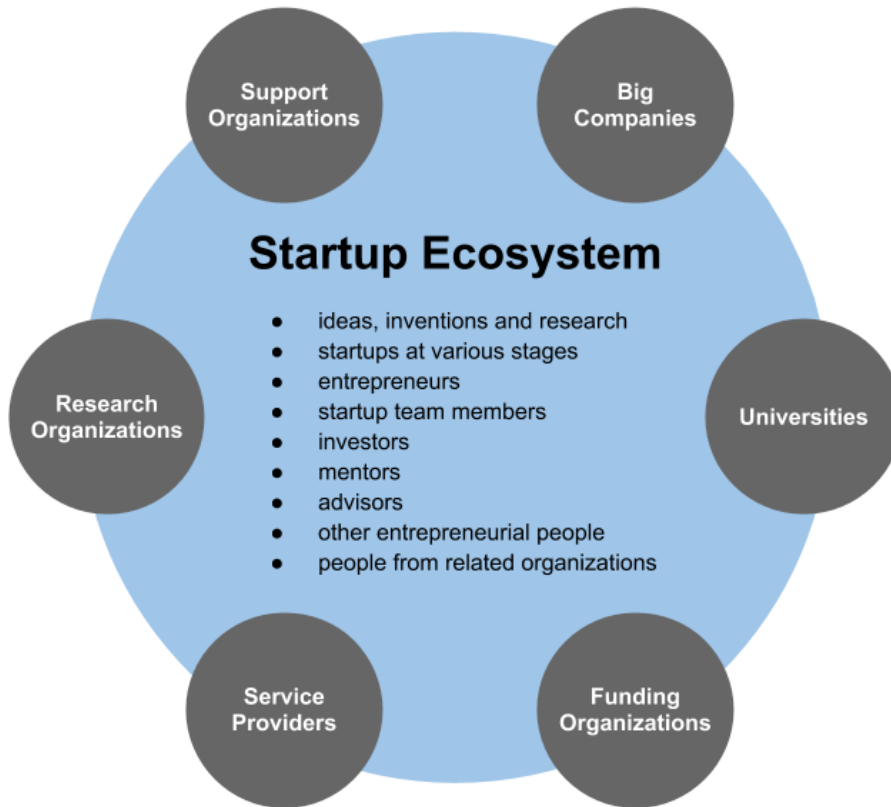 Support
Organizations
Big
Companies
Startup Ecosystem
● ideas, inventions and research
● startups at various stages
● entrepreneurs
● startup team members
● investors
● mentors
● advisors
● other entrepreneurial people
● people from related organizations
Research
Organizations
Universities
Service
Providers
Funding
Organizations